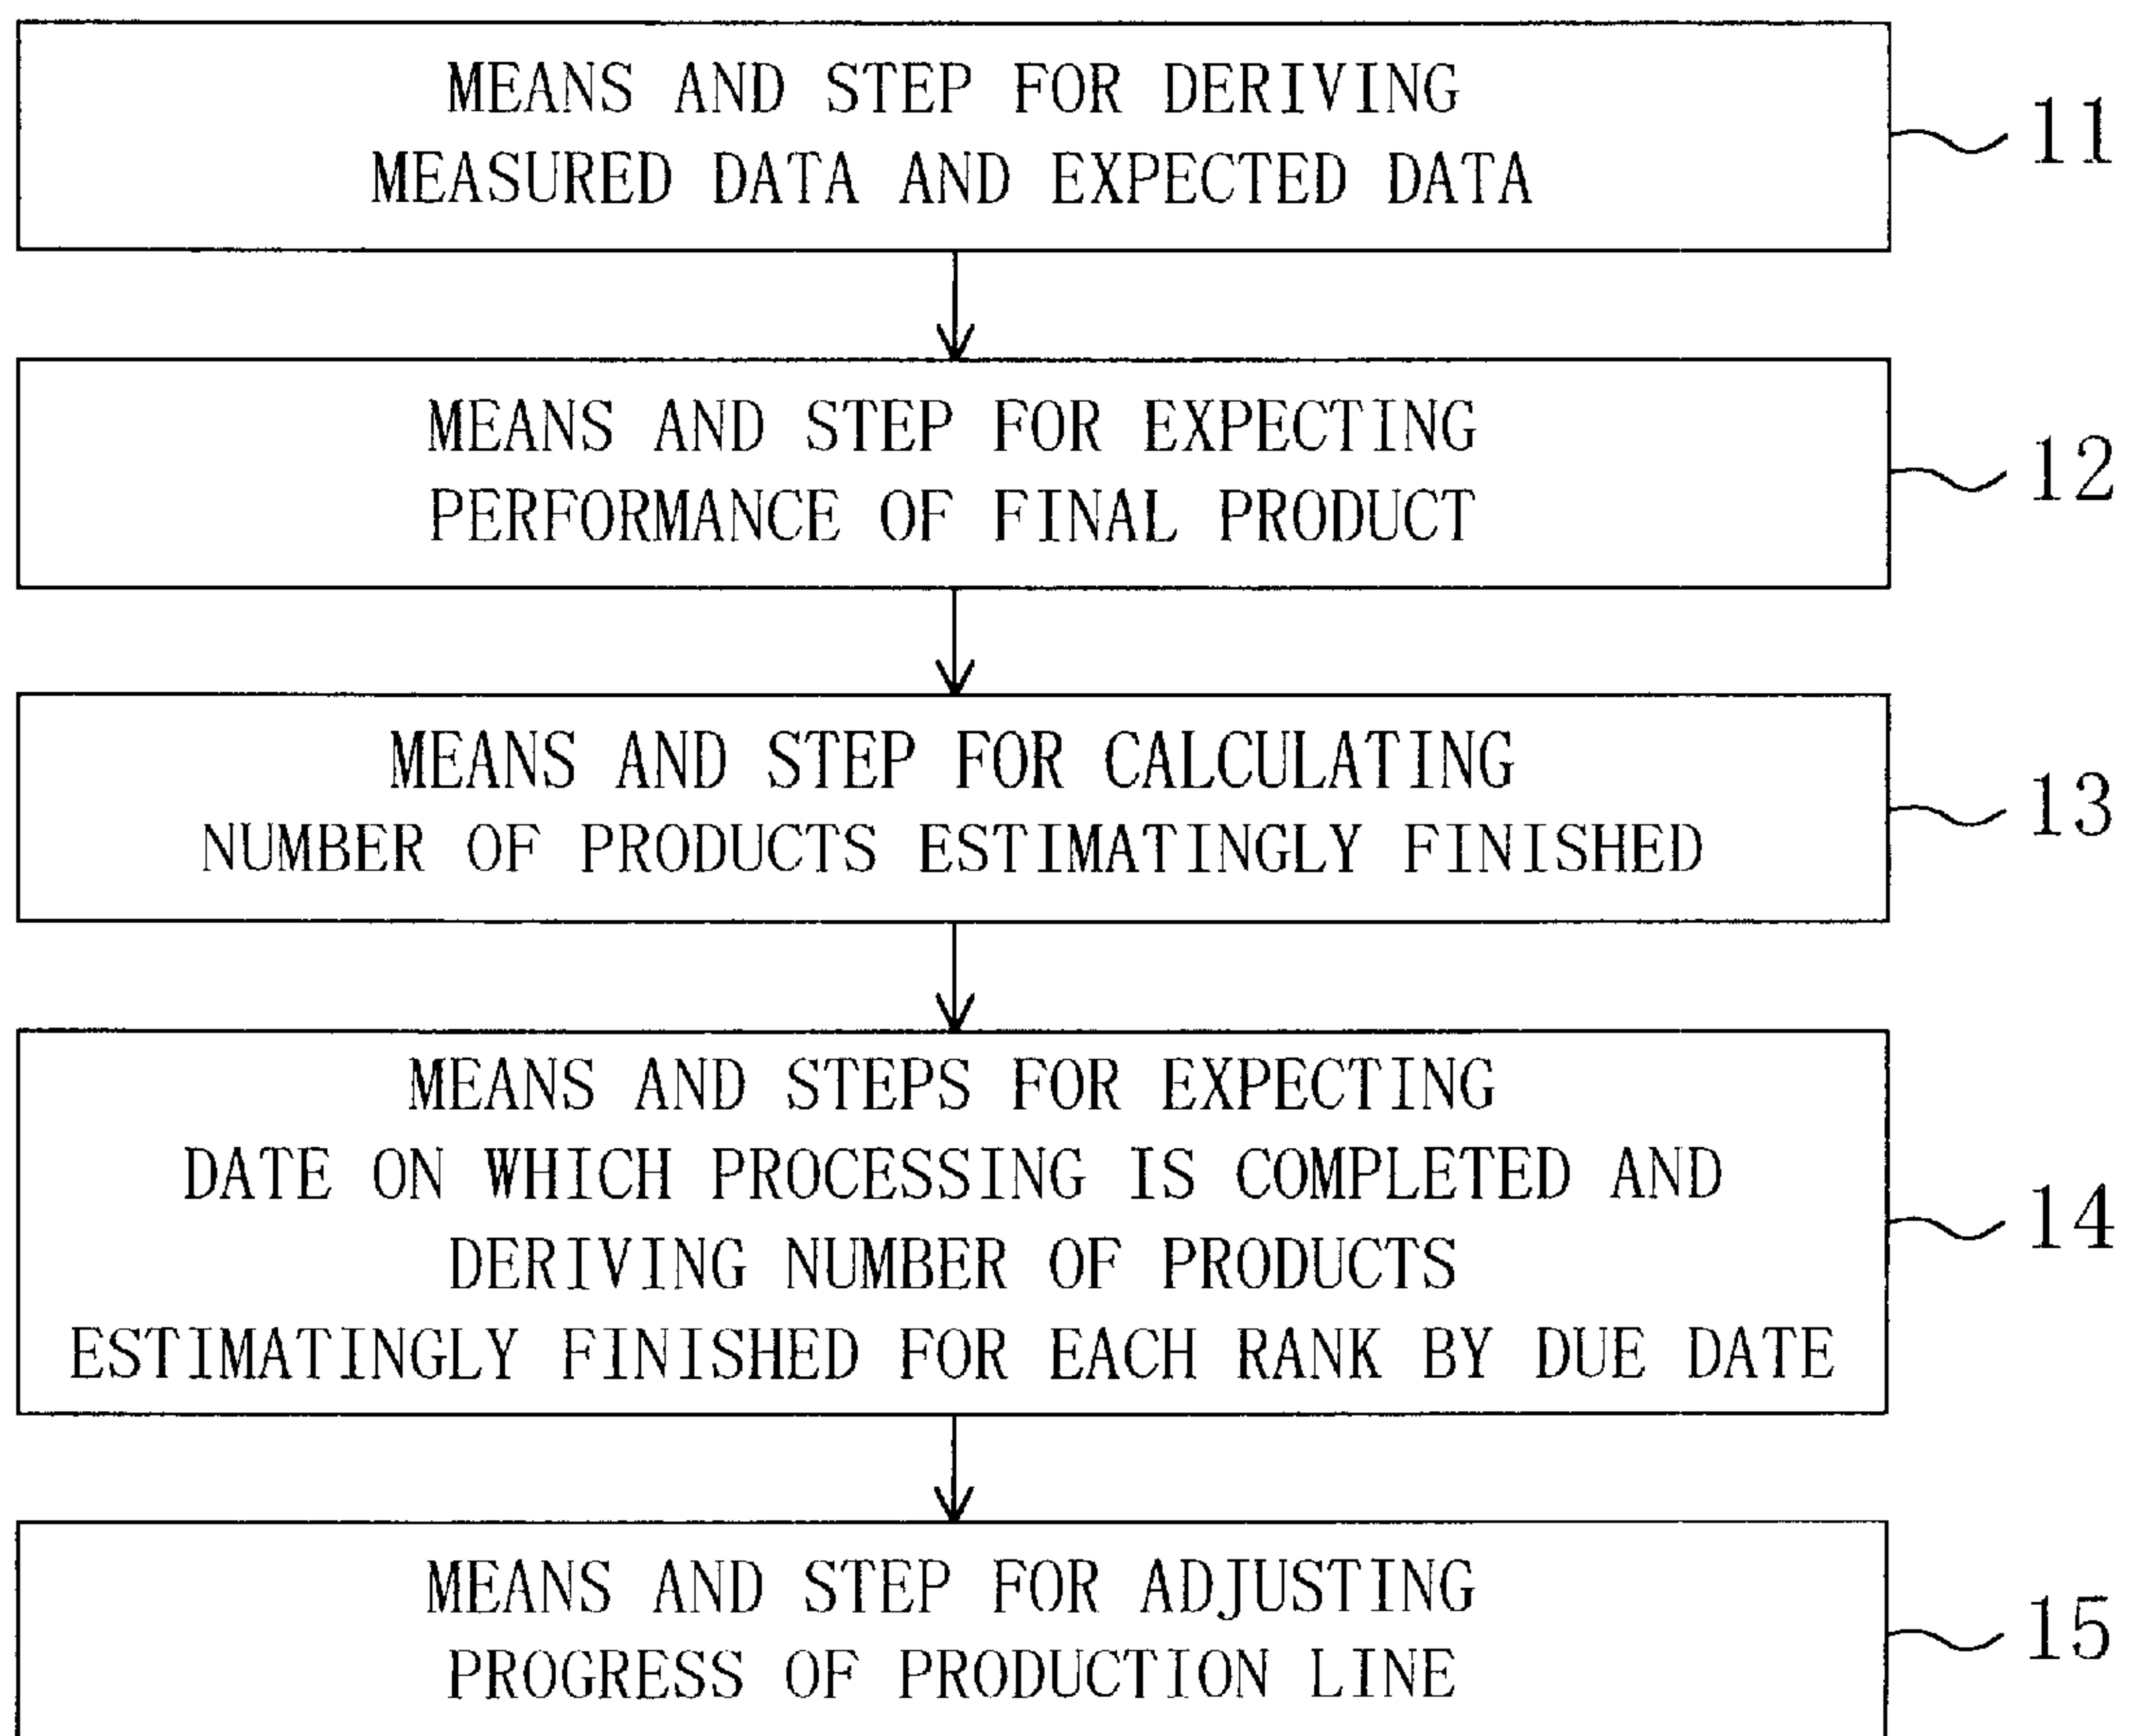 MEANS AND STEP FOR DERIVING
MEASURED DATA AND EXPECTED DATA
11
MEANS AND STEP FOR EXPECTING
PERFORMANCE OF FINAL PRODUCT
12
MEANS AND STEP FOR CALCULATING
NUMBER OF PRODUCTS ESTIMATINGLY FINISHED
13
MEANS AND STEPS FOR EXPECTING
DATE ON WHICH PROCESSING IS COMPLETED AND
DERIVING NUMBER OF PRODUCTS
ESTIMATINGLY FINISHED FOR EACH RANK BY DUE DATE
14
MEANS AND STEP FOR ADJUSTING
PROGRESS OF PRODUCTION LINE
15